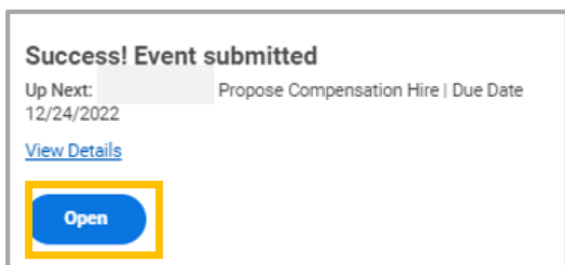 Success! Event submitted
Up Next: Propose Compensation Hire | Due Date
12/24/2022
View Details
Open